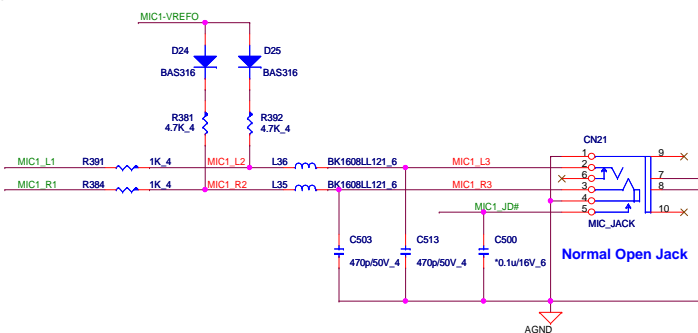 MIC1-VREFO
D24
D25
BAS316
BAS316
R381
4.7K_4
R392
4.7K_4
CN21
MIC1_L1
R391
1K_4
MIC1_L2
L36
BK1608LL121_6
MIC1_L3
MIC1_R1
R384
1K_4
MIC1_R2
L35
BK1608LL121_6
MIC1_R3
MIC1_JD#
1
2
6
3
4
5
9
7
8
10
MIC_JACK
C503
470p/50V_4
C513
470p/50V_4
C500
*0.1u/16V_6
Normal Open Jack
AGND